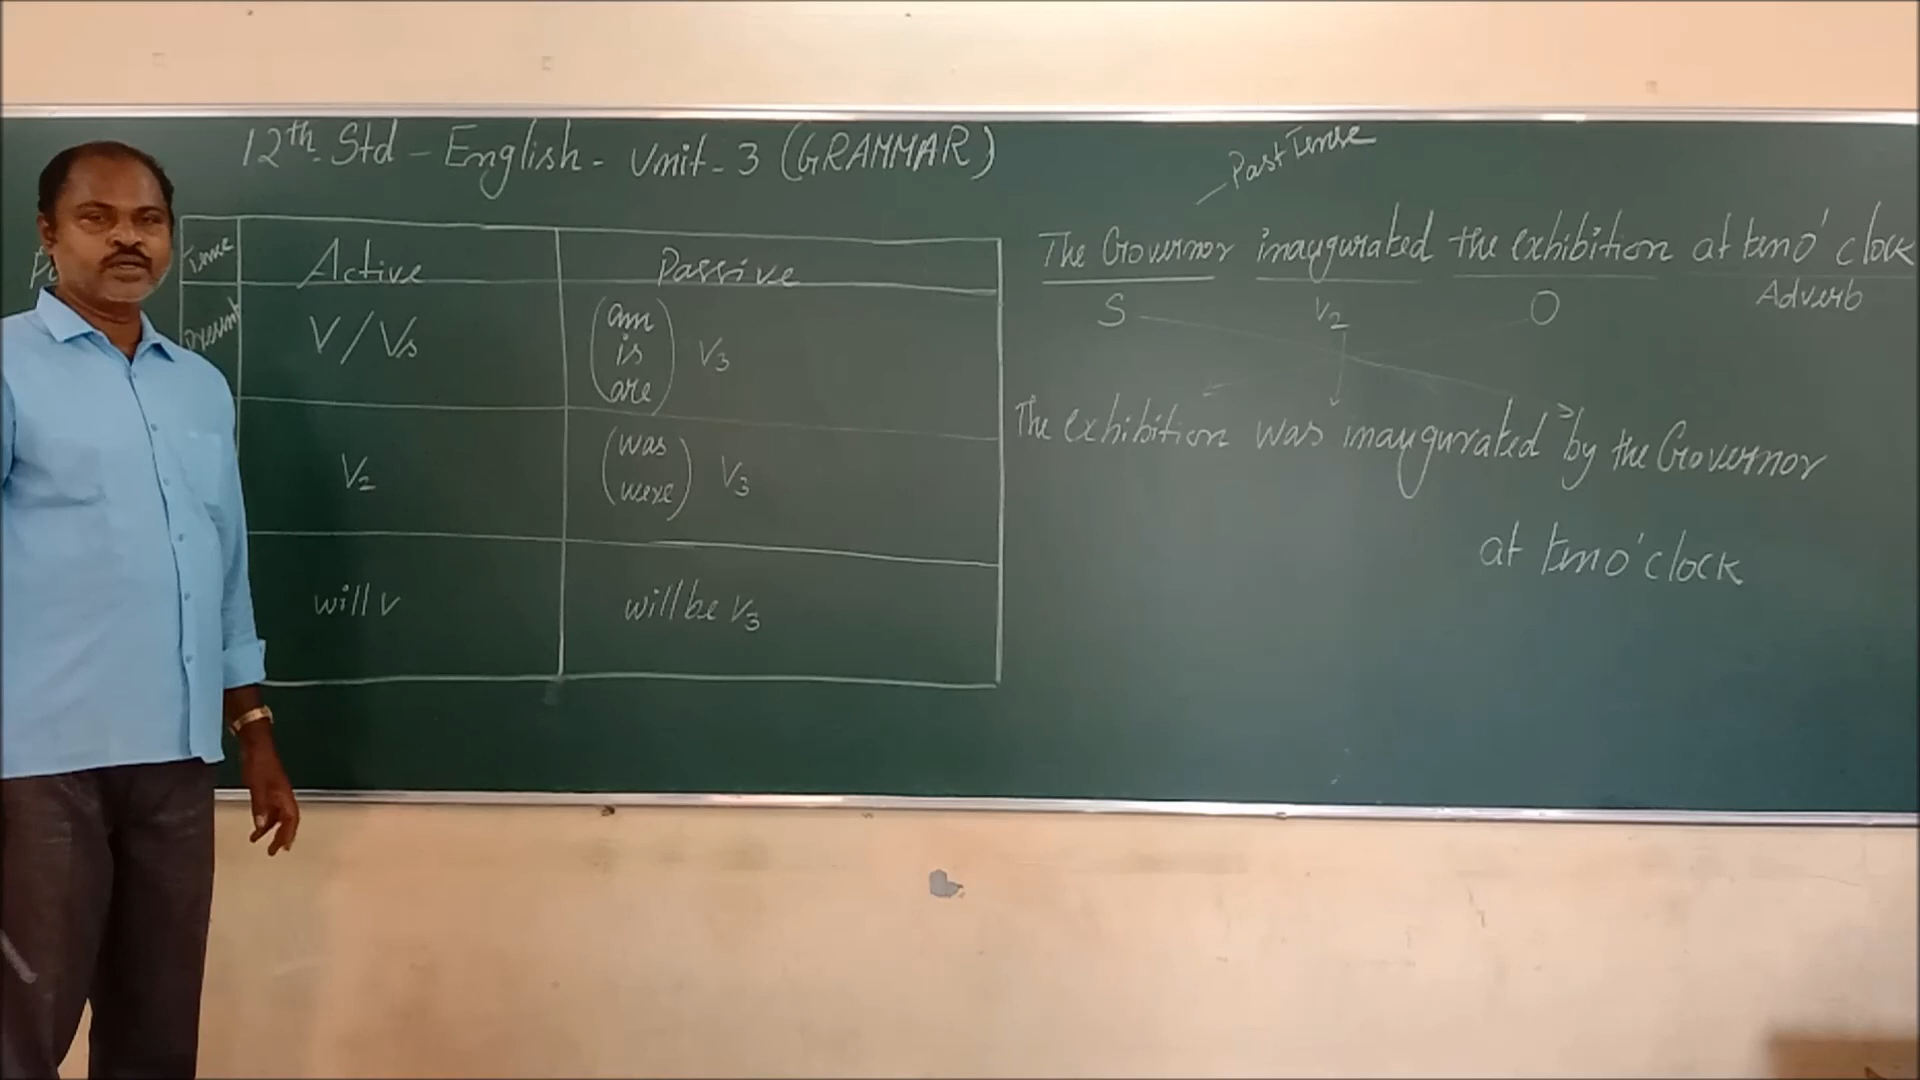 12th Std - English - Unit - 3 (GRAMMAR)
Tense Active Passive
Present V/Vs (am is are) V3
V2 (was were) V3
will V will be V3
Past Tense
The Governor inaugurated the exhibition at ten o'clock
S V2 O Adverb
The exhibition was inaugurated by the Governor
at ten o'clock